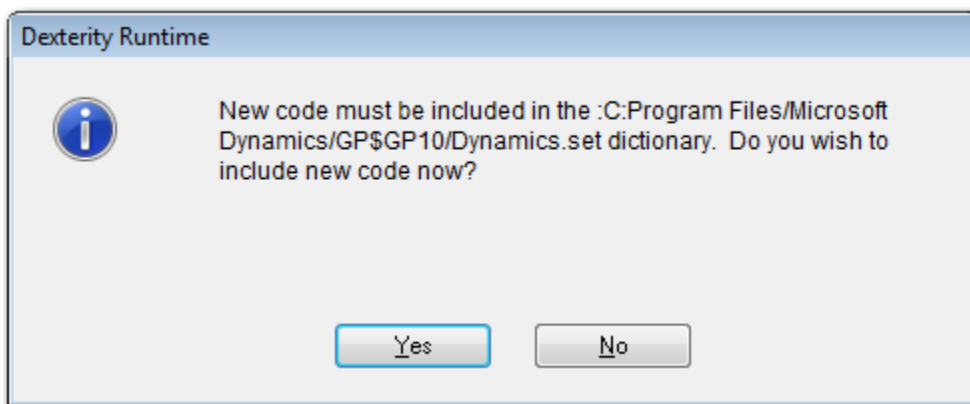 Dexterity Runtime
New code must be included in the :C:Program Files/Microsoft
Dynamics/GP$GP10/Dynamics.set dictionary.  Do you wish to
include new code now?
Yes
No